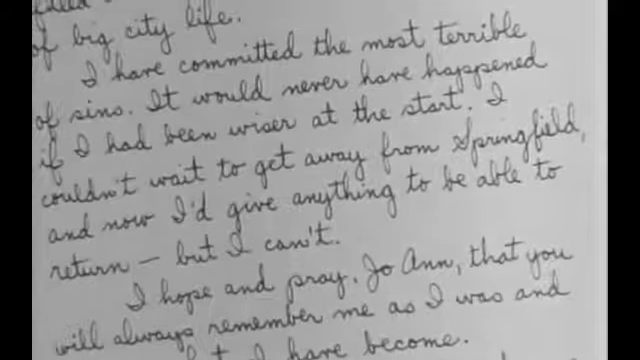 of big city life.
I have committed the most terrible
of sins. It would never have happened
if I had been wiser at the start. I
couldn't wait to get away from Springfield,
and now I'd give anything to be able to
return — but I can't.
I hope and pray, Jo Ann, that you
will always remember me as I was and
I have become.